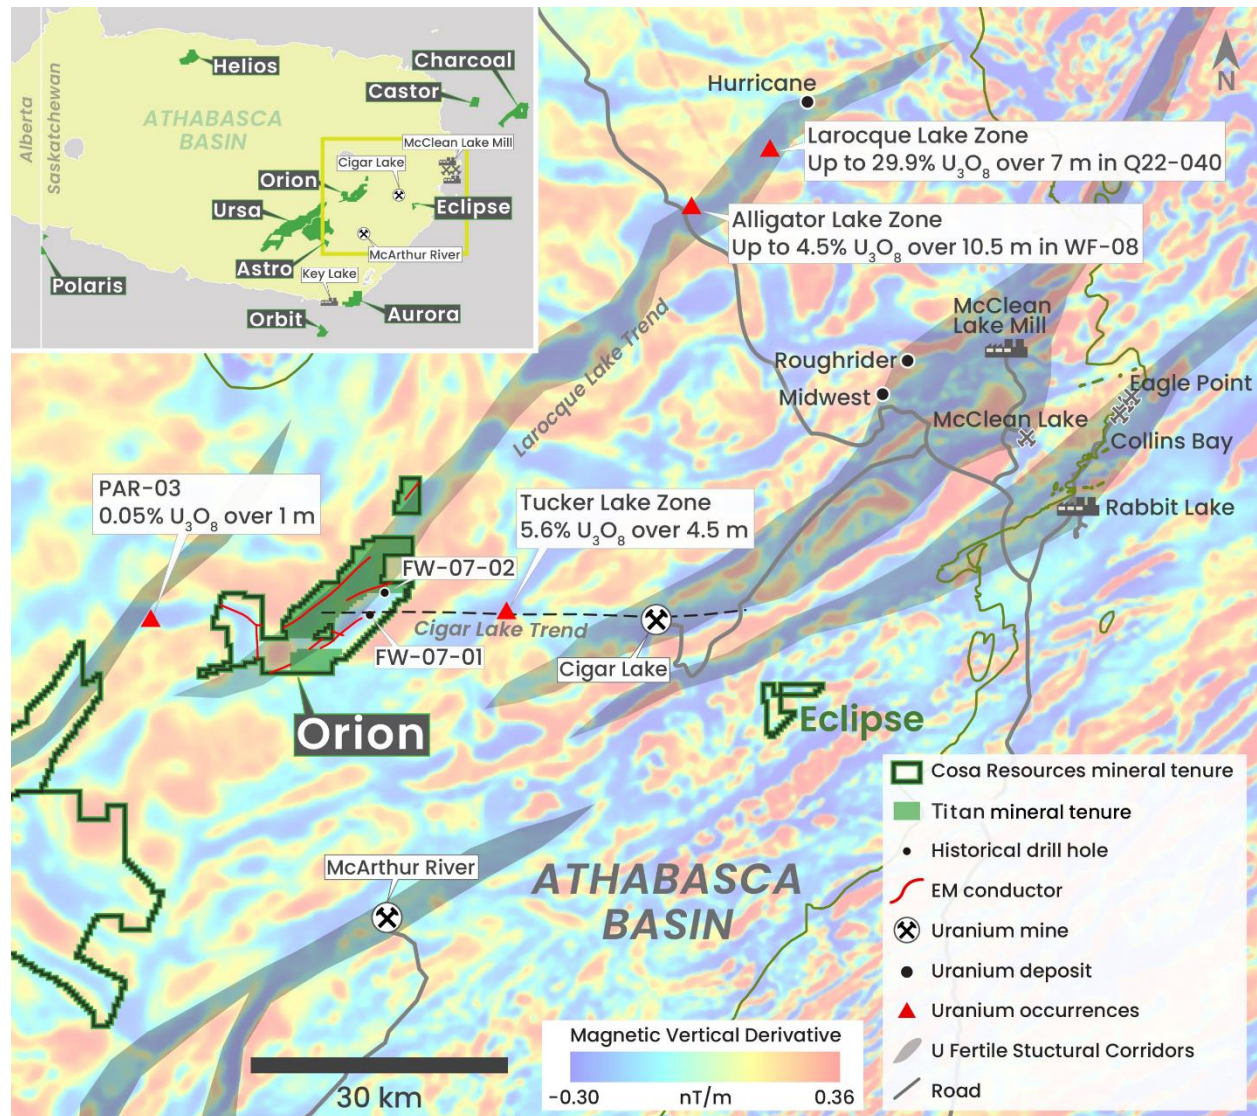 Alberta
Saskatchewan
Helios
Charcoal
Castor
ATHABASCA
BASIN
McClean Lake Mill
Cigar Lake
Orion
Ursa
Eclipse
Astro
McArthur River
Polaris
Key Lake
Aurora
Orbit
N
Hurricane
Larocque Lake Zone
Up to 29.9% U₃O₈ over 7 m in Q22-040
Alligator Lake Zone
Up to 4.5% U₃O₈ over 10.5 m in WF-08
Larocque Lake Trend
McClean
Lake Mill
Roughrider
Midwest
Eagle Point
McClean Lake
Collins Bay
Rabbit Lake
PAR-03
0.05% U₃O₈ over 1 m
Tucker Lake Zone
5.6% U₃O₈ over 4.5 m
FW-07-02
Cigar Lake Trend
FW-07-01
Cigar Lake
Orion
Eclipse
McArthur River
ATHABASCA
BASIN
30 km
Magnetic Vertical Derivative
-0.30 nT/m 0.36
Cosa Resources mineral tenure
Titan mineral tenure
Historical drill hole
EM conductor
Uranium mine
Uranium deposit
Uranium occurrences
U Fertile Stuctural Corridors
Road